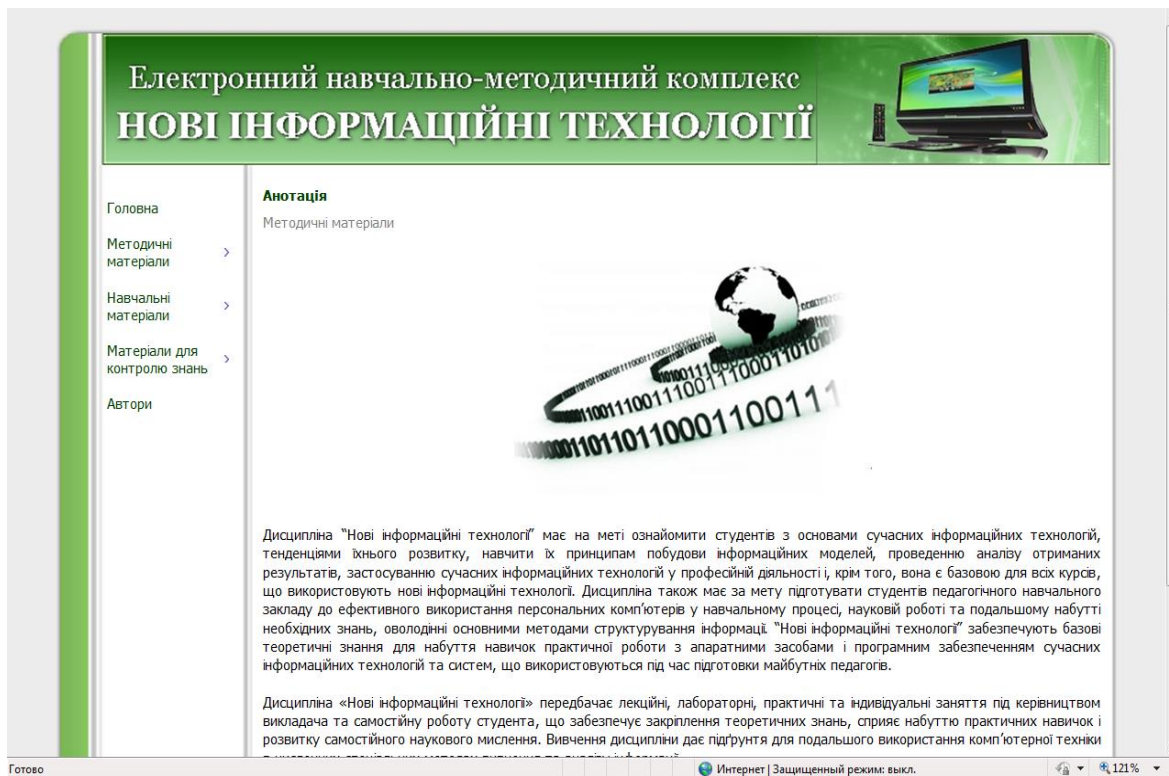 Електронний навчально-методичний комплекс
НОВІ ІНФОРМАЦІЙНІ ТЕХНОЛОГІЇ
Головна
Методичні
матеріали
Навчальні
матеріали
Матеріали для
контролю знань
Автори
Анотація
Методичні матеріали
Дисципліна “Нові інформаційні технології” має на меті ознайомити студентів з основами сучасних інформаційних технологій,
тенденціями їхнього розвитку, навчити їх принципам побудови інформаційних моделей, проведенню аналізу отриманих
результатів, застосуванню сучасних інформаційних технологій у професійній діяльності і, крім того, вона є базовою для всіх курсів,
що використовують нові інформаційні технології. Дисципліна також має за мету підготувати студентів педагогічного навчального
закладу до ефективного використання персональних комп’ютерів у навчальному процесі, науковій роботі та подальшому набутті
необхідних знань, оволодінні основними методами структурування інформації. “Нові інформаційні технології” забезпечують базові
теоретичні знання для набуття навичок практичної роботи з апаратними засобами і програмним забезпеченням сучасних
інформаційних технологій та систем, що використовуються під час підготовки майбутніх педагогів.
Дисципліна «Нові інформаційні технології» передбачає лекційні, лабораторні, практичні та індивідуальні заняття під керівництвом
викладача та самостійну роботу студента, що забезпечує закріплення теоретичних знань, сприяє набуттю практичних навичок і
розвитку самостійного наукового мислення. Вивчення дисципліни дає підґрунтя для подальшого використання комп’ютерної техніки
Готово
Интернет | Защищенный режим: выкл.
121%